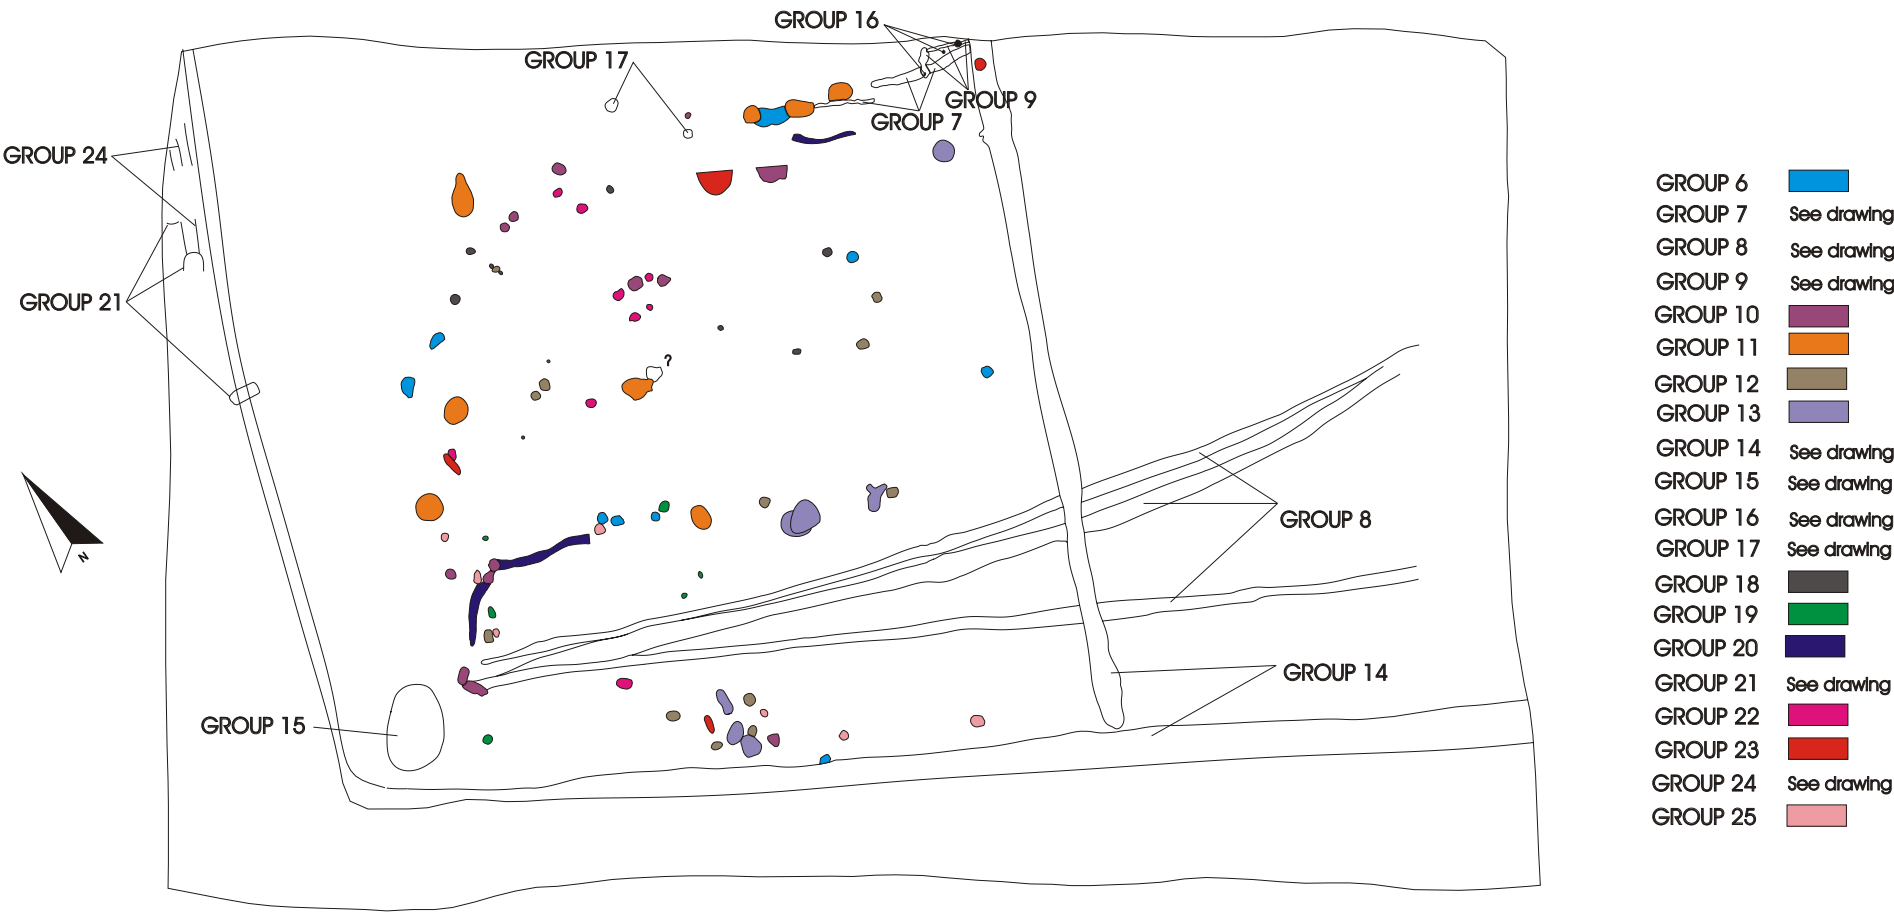 GROUP 16
GROUP 17
GROUP 9
GROUP 7
GROUP 24
GROUP 21
?
N
GROUP 8
GROUP 14
GROUP 15
GROUP 6
GROUP 7 See drawing
GROUP 8 See drawing
GROUP 9 See drawing
GROUP 10
GROUP 11
GROUP 12
GROUP 13
GROUP 14 See drawing
GROUP 15 See drawing
GROUP 16 See drawing
GROUP 17 See drawing
GROUP 18
GROUP 19
GROUP 20
GROUP 21 See drawing
GROUP 22
GROUP 23
GROUP 24 See drawing
GROUP 25